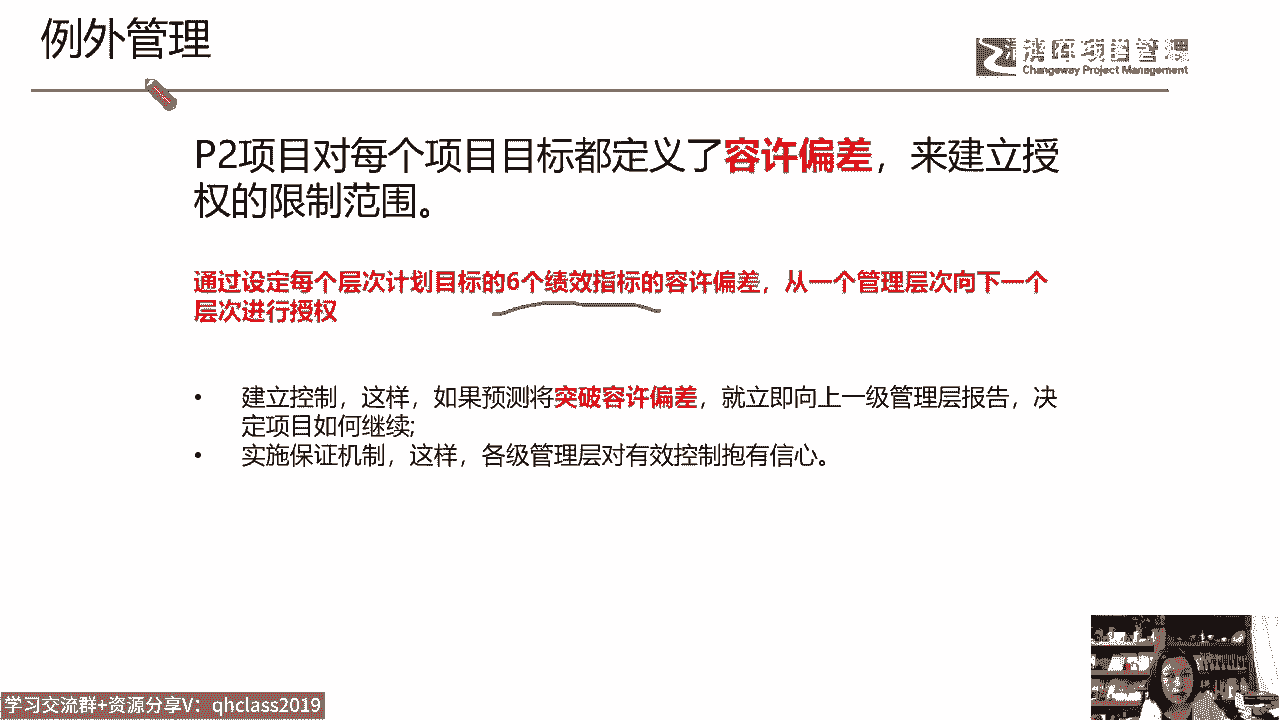 例外管理
Changeway Project Management
P2项目对每个项目目标都定义了容许偏差，来建立授
权的限制范围。
通过设定每个层次计划目标的6个绩效指标的容许偏差，从一个管理层次向下一个
层次进行授权
• 建立控制，这样，如果预测将突破容许偏差，就立即向上一级管理层报告，决
定项目如何继续;
• 实施保证机制，这样，各级管理层对有效控制抱有信心。
学习交流群+资源分享V：qhclass2019